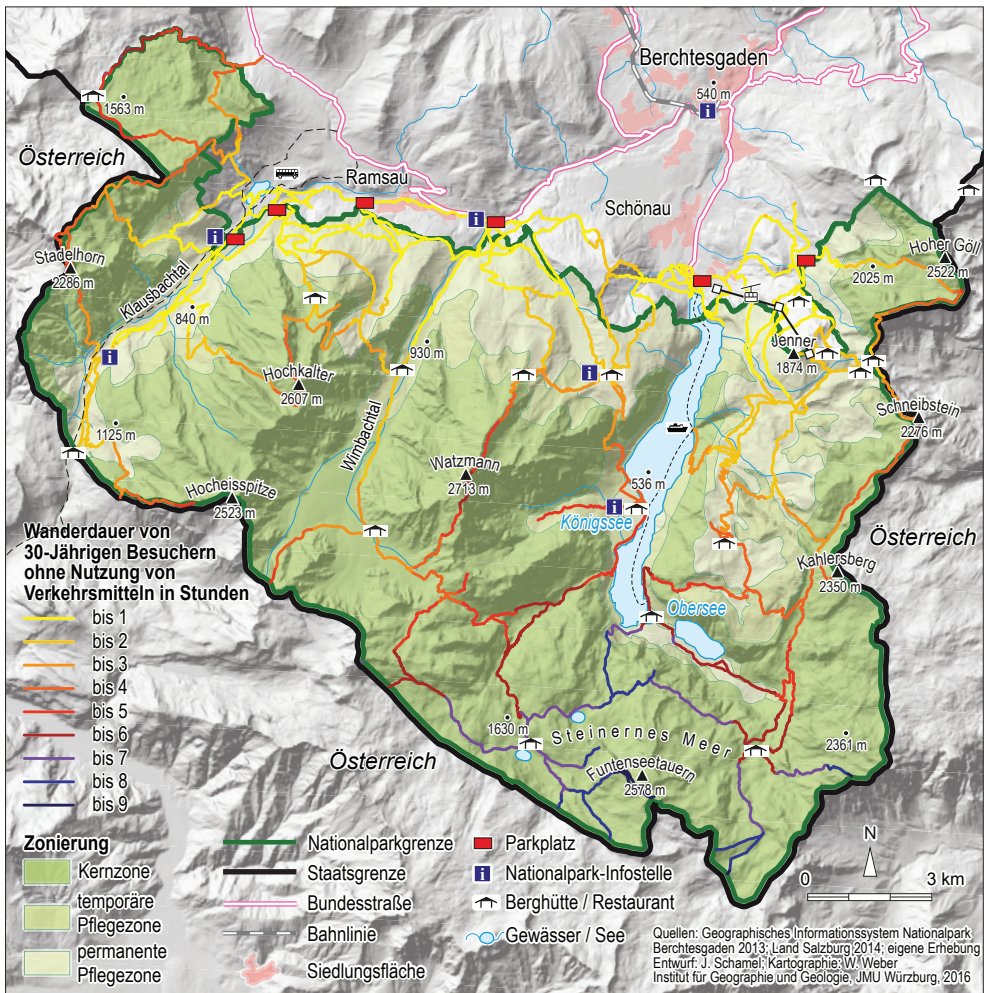 Berchtesgaden
540 m
1563 m
Österreich
Ramsau
Schönau
Stadelhorn
2286 m
Klausbachtal
840 m
Hoher Göll
2522 m
2025 m
930 m
Jenner
1874 m
Hochkalter
2607 m
Schneibstein
2276 m
1125 m
Wimbachtal
Watzmann
2713 m
536 m
Hocheisspitze
2523 m
Königssee
Österreich
Kahlersberg
2350 m
Obersee
1630 m
Steinernes Meer
2361 m
Österreich
Funtenseetauern
2578 m
Wanderdauer von
30-Jährigen Besuchern
ohne Nutzung von
Verkehrsmitteln in Stunden
bis 1
bis 2
bis 3
bis 4
bis 5
bis 6
bis 7
bis 8
bis 9
Zonierung
Kernzone
temporäre
Pflegezone
permanente
Pflegezone
Nationalparkgrenze
Staatsgrenze
Bundesstraße
Bahnlinie
Siedlungsfläche
Parkplatz
i Nationalpark-Infostelle
Berghütte / Restaurant
Gewässer / See
N
0 3 km
Quellen: Geographisches Informationssystem Nationalpark
Berchtesgaden 2013; Land Salzburg 2014; eigene Erhebung
Entwurf: J. Schamel; Kartographie: W. Weber
Institut für Geographie und Geologie, JMU Würzburg, 2016